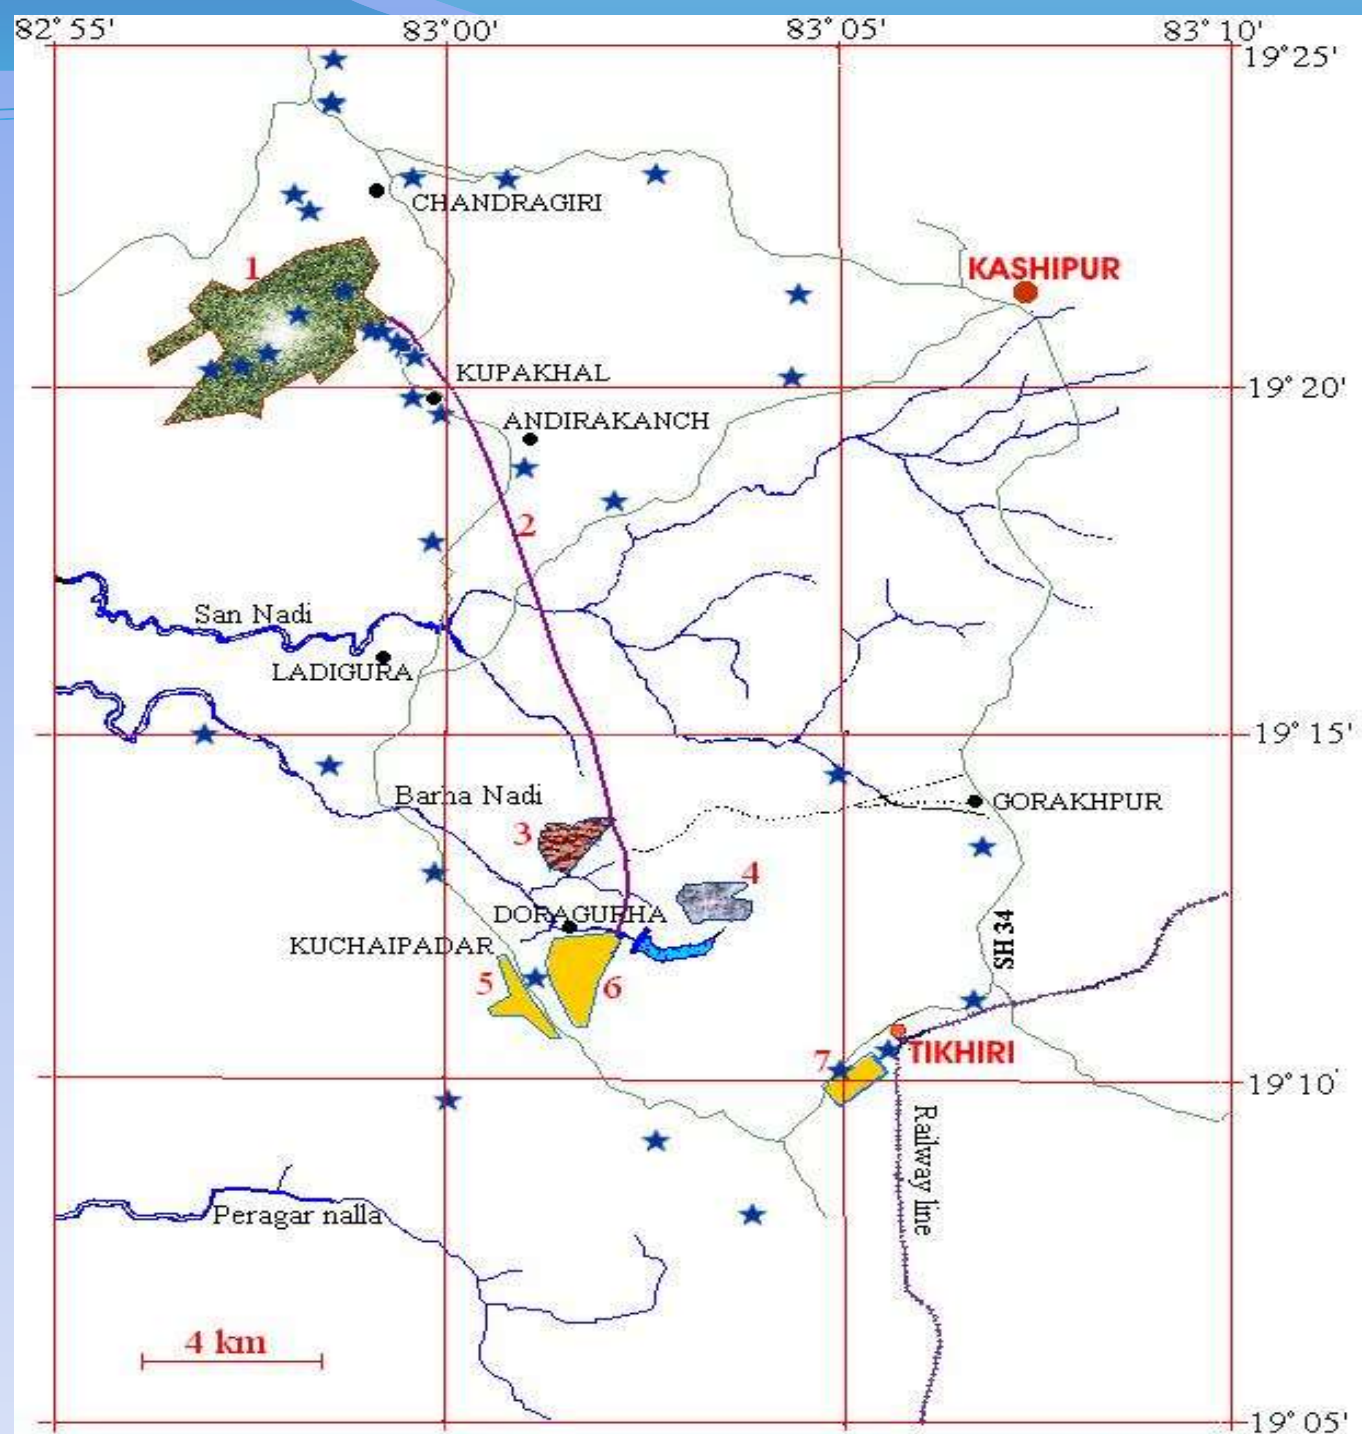 82°55'
83°00'
83°05'
83°10'
19°25'
CHANDRAGIRI
1
KASHIPUR
KUPAKHAL
19°20'
ANDIRAKANCH
2
San Nadi
LADIGURA
19°15'
Barha Nadi
GORAKHPUR
3
4
DORAGURHA
KUCHAIPADAR
SH 34
5
6
7
TIKHIRI
19°10'
Railway line
Peragar nalla
4 km
19°05'